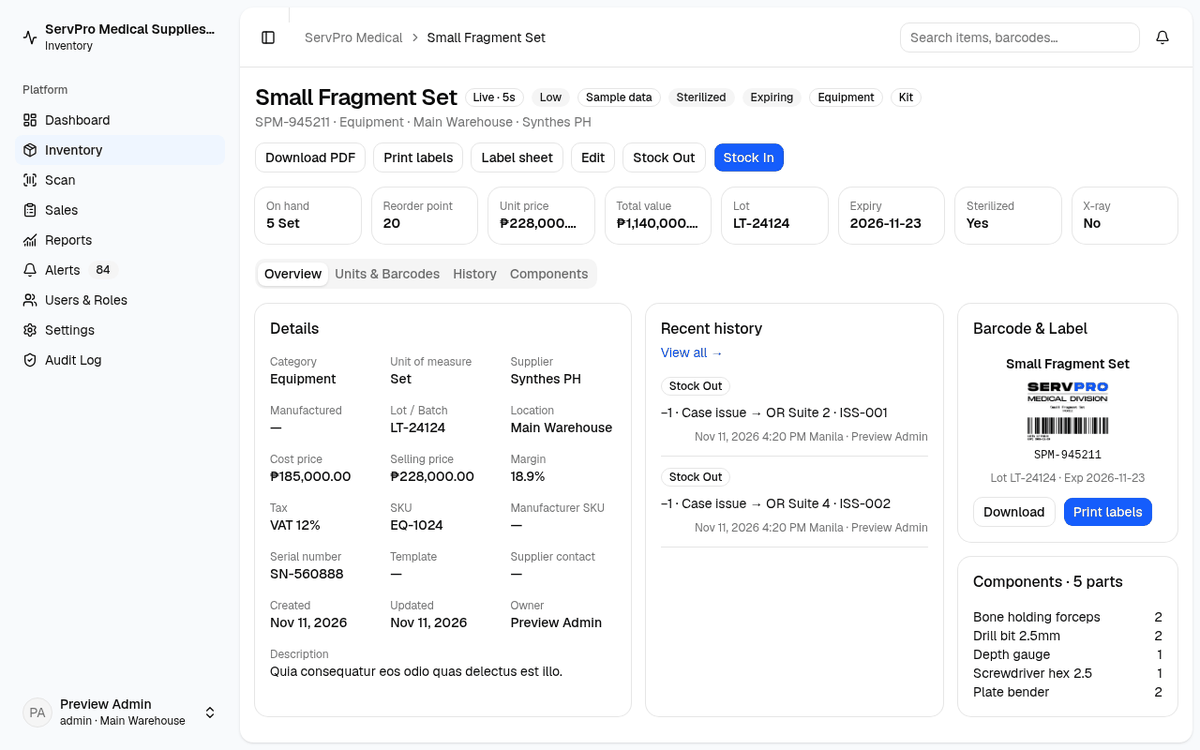 ServPro Medical Supplies...
Inventory
Platform
Dashboard
Inventory
Scan
Sales
Reports
Alerts 84
Users & Roles
Settings
Audit Log
PA
Preview Admin
admin · Main Warehouse
ServPro Medical > Small Fragment Set
Search items, barcodes...
Small Fragment Set Live · 5s Low Sample data Sterilized Expiring Equipment Kit
SPM-945211 · Equipment · Main Warehouse · Synthes PH
Download PDF Print labels Label sheet Edit Stock Out Stock In
On hand
5 Set
Reorder point
20
Unit price
₱228,000....
Total value
₱1,140,000....
Lot
LT-24124
Expiry
2026-11-23
Sterilized
Yes
X-ray
No
Overview Units & Barcodes History Components
Details
Category Unit of measure Supplier
Equipment Set Synthes PH
Manufactured Lot / Batch Location
— LT-24124 Main Warehouse
Cost price Selling price Margin
₱185,000.00 ₱228,000.00 18.9%
Tax SKU Manufacturer SKU
VAT 12% EQ-1024 —
Serial number Template Supplier contact
SN-560888 — —
Created Updated Owner
Nov 11, 2026 Nov 11, 2026 Preview Admin
Description
Quia consequatur eos odio quas delectus est illo.
Recent history
View all →
Stock Out
−1 · Case issue → OR Suite 2 · ISS-001
Nov 11, 2026 4:20 PM Manila · Preview Admin
Stock Out
−1 · Case issue → OR Suite 4 · ISS-002
Nov 11, 2026 4:20 PM Manila · Preview Admin
Barcode & Label
Small Fragment Set
SERVPRO
MEDICAL DIVISION
Small Fragment Set
SPM-945211
Lot LT-24124 · Exp 2026-11-23
Download Print labels
Components · 5 parts
Bone holding forceps 2
Drill bit 2.5mm 2
Depth gauge 1
Screwdriver hex 2.5 1
Plate bender 2